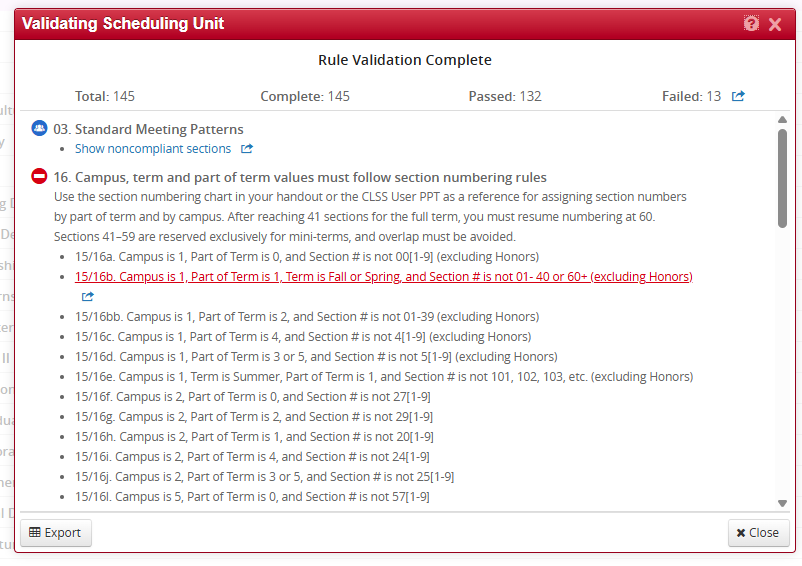 Validating Scheduling Unit
Rule Validation Complete
Total: 145 Complete: 145 Passed: 132 Failed: 13
03. Standard Meeting Patterns
Show noncompliant sections
16. Campus, term and part of term values must follow section numbering rules
Use the section numbering chart in your handout or the CLSS User PPT as a reference for assigning section numbers
by part of term and by campus. After reaching 41 sections for the full term, you must resume numbering at 60.
Sections 41–59 are reserved exclusively for mini-terms, and overlap must be avoided.
15/16a. Campus is 1, Part of Term is 0, and Section # is not 00[1-9] (excluding Honors)
15/16b. Campus is 1, Part of Term is 1, Term is Fall or Spring, and Section # is not 01- 40 or 60+ (excluding Honors)
15/16bb. Campus is 1, Part of Term is 2, and Section # is not 01-39 (excluding Honors)
15/16c. Campus is 1, Part of Term is 4, and Section # is not 4[1-9] (excluding Honors)
15/16d. Campus is 1, Part of Term is 3 or 5, and Section # is not 5[1-9] (excluding Honors)
15/16e. Campus is 1, Term is Summer, Part of Term is 1, and Section # is not 101, 102, 103, etc. (excluding Honors)
15/16f. Campus is 2, Part of Term is 0, and Section # is not 27[1-9]
15/16g. Campus is 2, Part of Term is 2, and Section # is not 29[1-9]
15/16h. Campus is 2, Part of Term is 1, and Section # is not 20[1-9]
15/16i. Campus is 2, Part of Term is 4, and Section # is not 24[1-9]
15/16j. Campus is 2, Part of Term is 3 or 5, and Section # is not 25[1-9]
15/16l. Campus is 5, Part of Term is 0, and Section # is not 57[1-9]
Export
Close